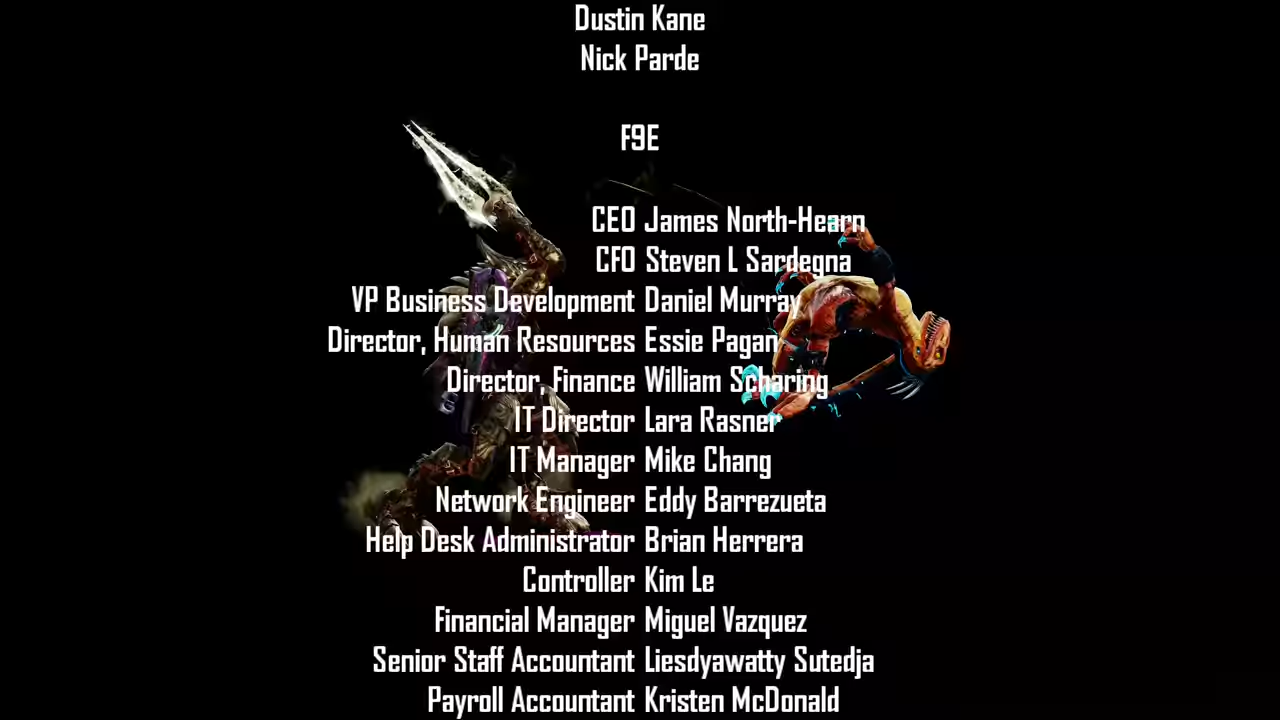 Dustin Kane
Nick Parde
F9E
CEO James North-Hearn
CFO Steven L Sardegna
VP Business Development Daniel Murray
Director, Human Resources Essie Pagan
Director, Finance William Scharing
IT Director Lara Rasner
IT Manager Mike Chang
Network Engineer Eddy Barrezueta
Help Desk Administrator Brian Herrera
Controller Kim Le
Financial Manager Miguel Vazquez
Senior Staff Accountant Liesdyawatty Sutedja
Payroll Accountant Kristen McDonald